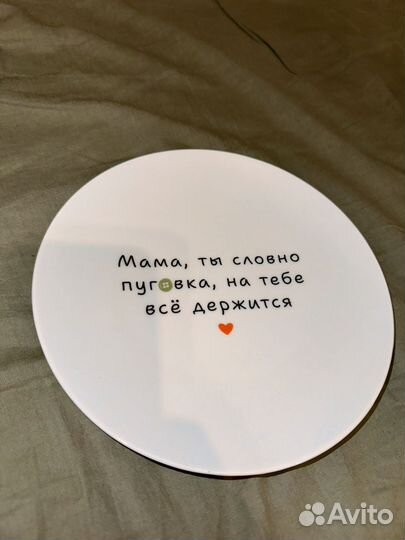 Мама, ты словно
пуговка, на тебе
всё держится
Avito